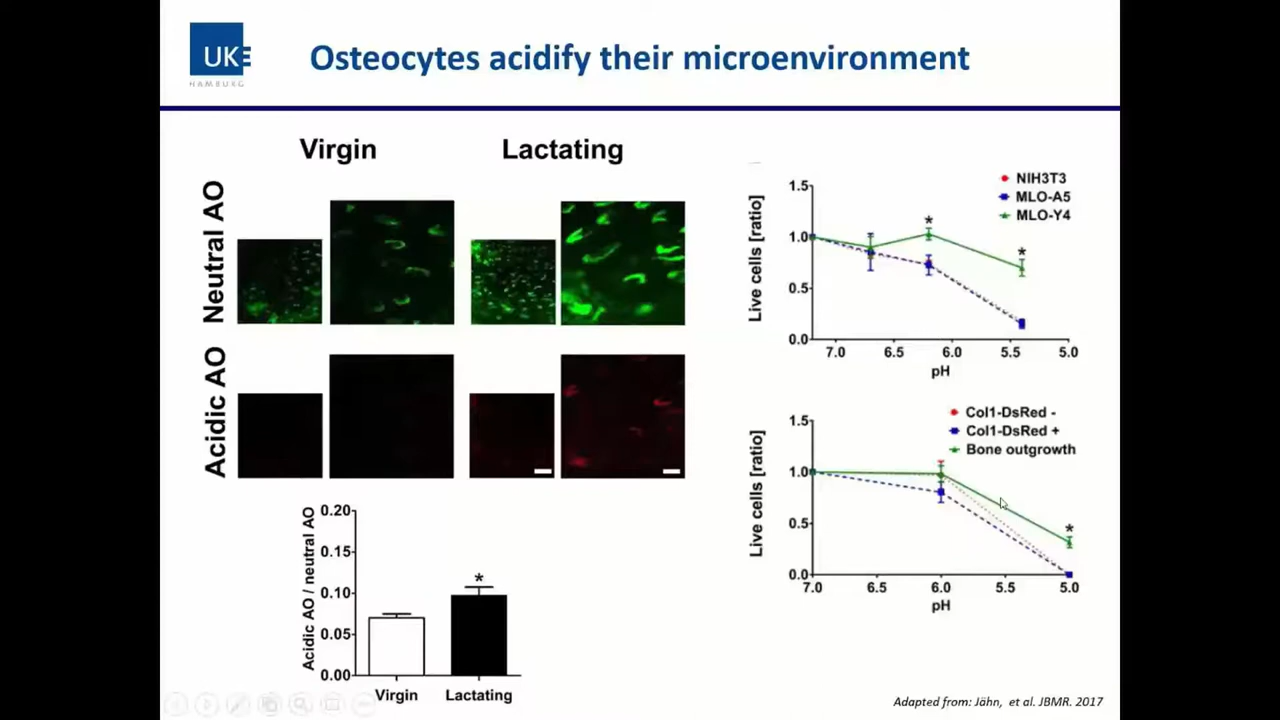 UKE
HAMBURG
Osteocytes acidify their microenvironment
Virgin
Lactating
Neutral AO
Acidic AO
Acidic AO / neutral AO
0.20
0.15
0.10
0.05
0.00
*
Virgin
Lactating
Live cells [ratio]
1.5
1.0
0.5
0.0
NIH3T3
MLO-A5
MLO-Y4
*
*
7.0
6.5
6.0
5.5
5.0
pH
Live cells [ratio]
1.5
1.0
0.5
0.0
Col1-DsRed -
Col1-DsRed +
Bone outgrowth
*
7.0
6.5
6.0
5.5
5.0
pH
Adapted from: Jähn, et al. JBMR. 2017